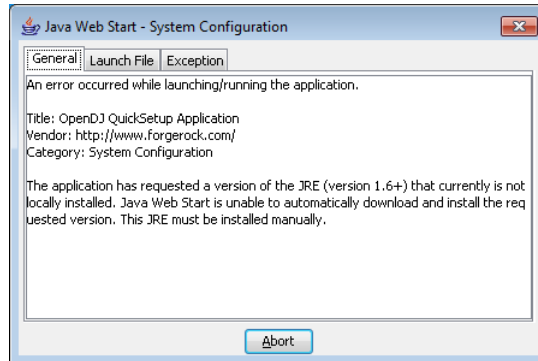 Java Web Start - System Configuration
General Launch File Exception
An error occurred while launching/running the application.
Title: OpenDJ QuickSetup Application
Vendor: http://www.forgerock.com/
Category: System Configuration
The application has requested a version of the JRE (version 1.6+) that currently is not
locally installed. Java Web Start is unable to automatically download and install the req
uested version. This JRE must be installed manually.
Abort